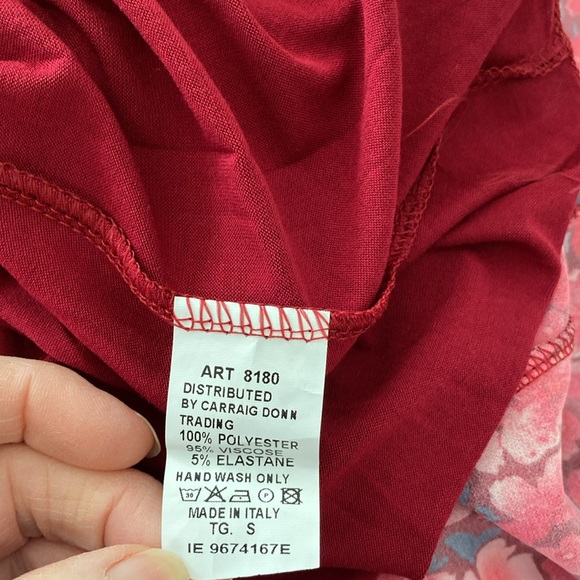 ART 8180
DISTRIBUTED
BY CARRAIG DONN
TRADING
100% POLYESTER
95% VISCOSE
5% ELASTANE
HAND WASH ONLY
30 P
MADE IN ITALY
TG. S
IE 9674167E